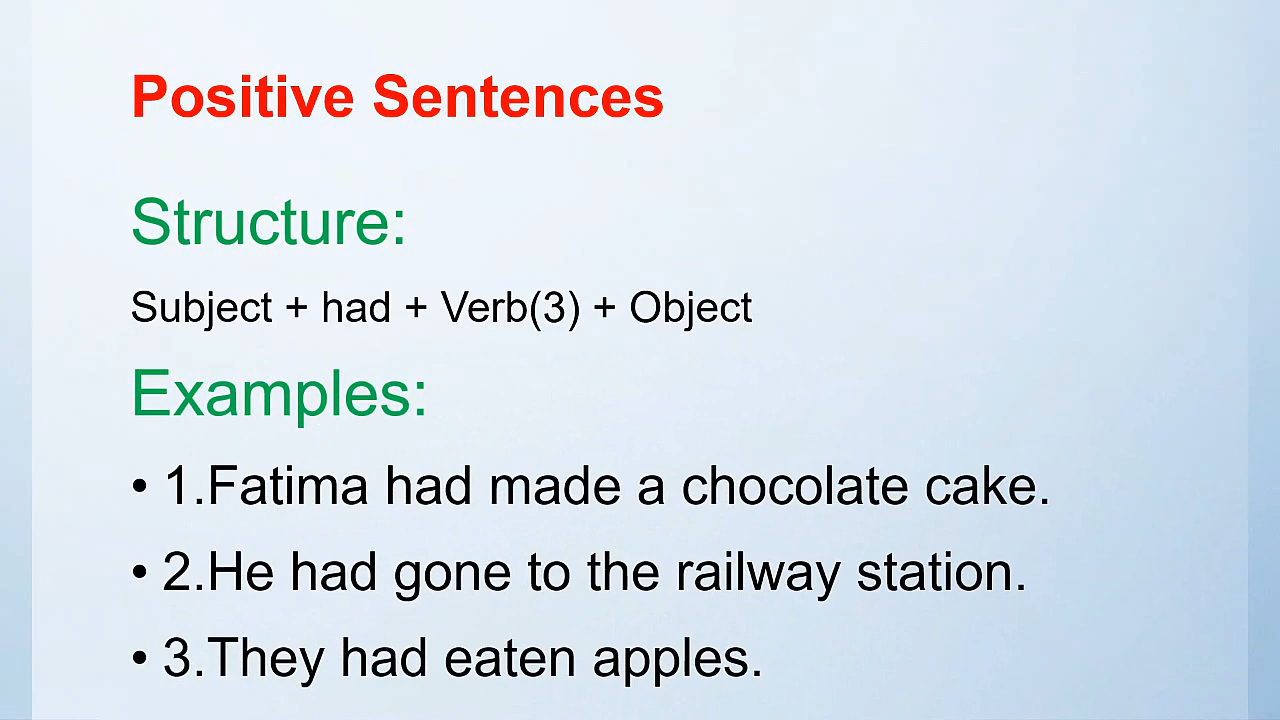 Positive Sentences
Structure:
Subject + had + Verb(3) + Object
Examples:
• 1.Fatima had made a chocolate cake.
• 2.He had gone to the railway station.
• 3.They had eaten apples.